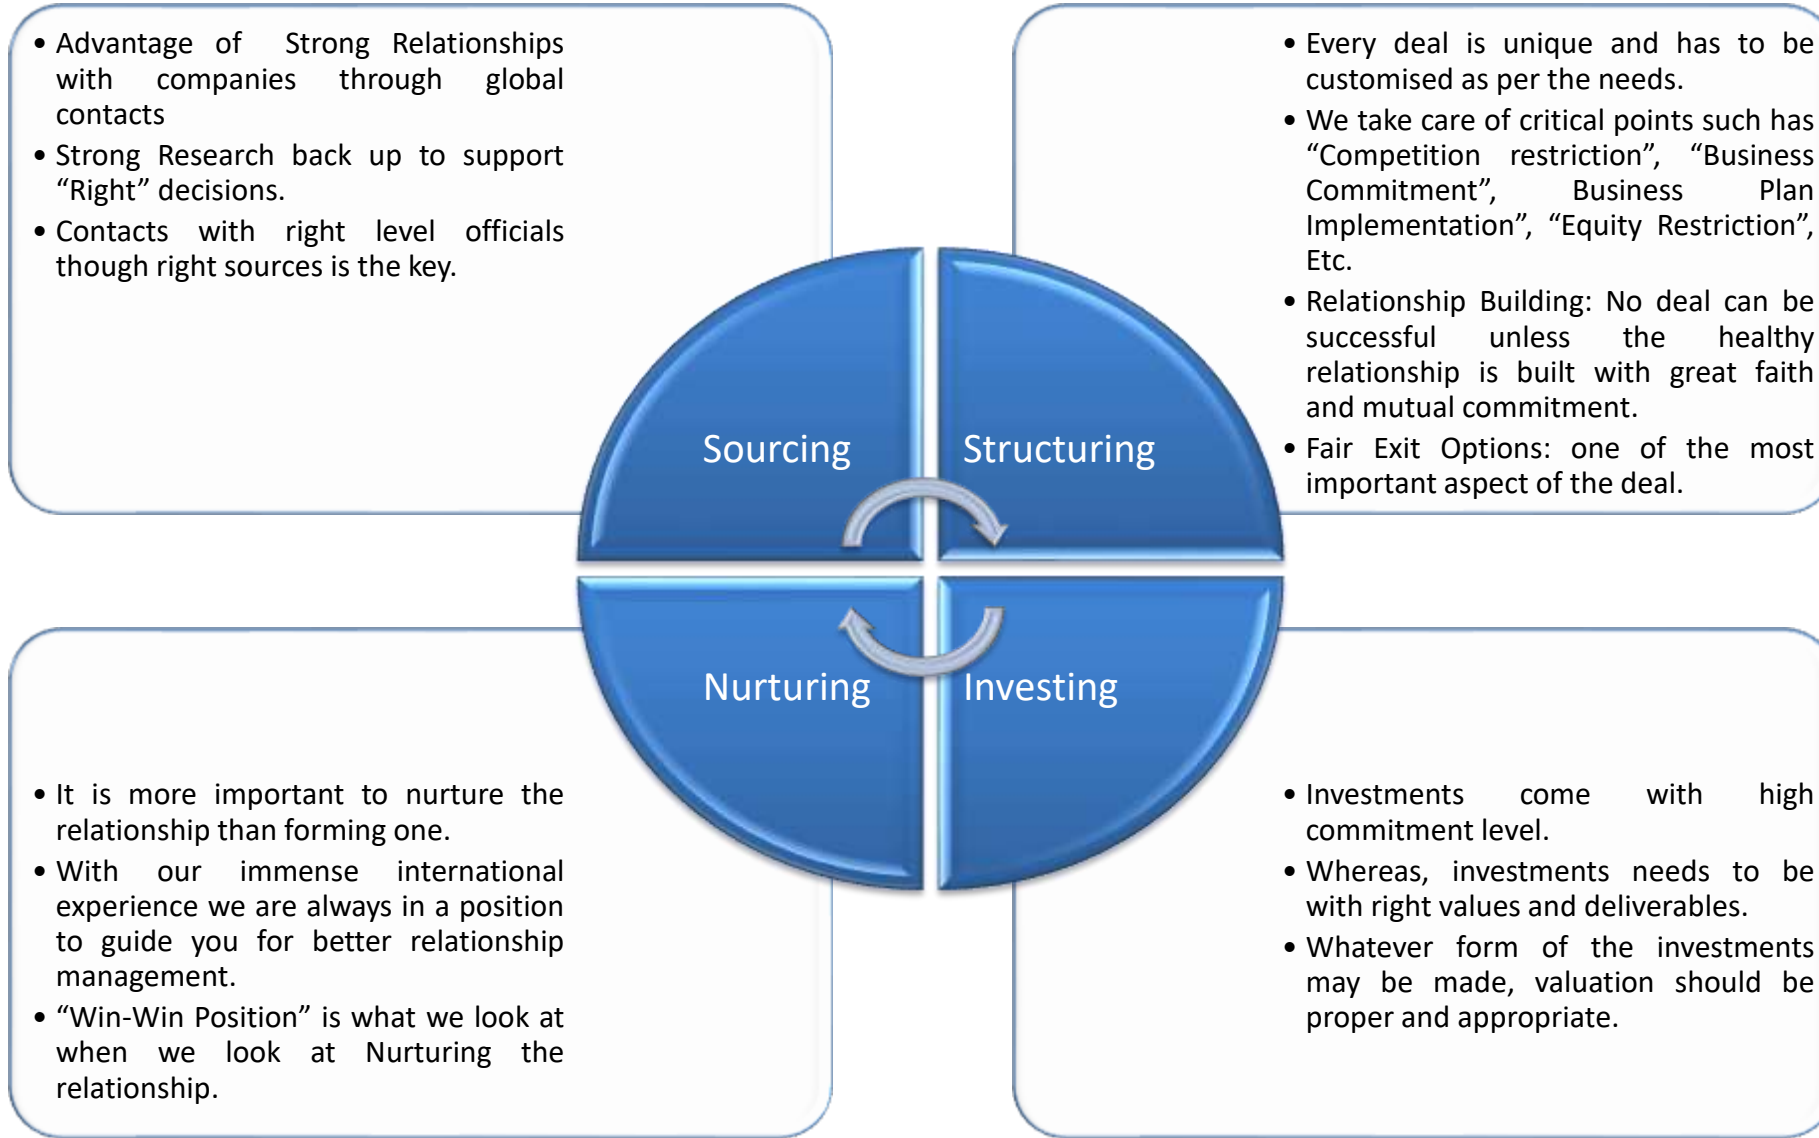 • Advantage of Strong Relationships
with companies through global
contacts
• Strong Research back up to support
“Right” decisions.
• Contacts with right level officials
though right sources is the key.
• Every deal is unique and has to be
customised as per the needs.
• We take care of critical points such has
“Competition restriction”, “Business
Commitment”, Business Plan
Implementation”, “Equity Restriction”,
Etc.
• Relationship Building: No deal can be
successful unless the healthy
relationship is built with great faith
and mutual commitment.
• Fair Exit Options: one of the most
important aspect of the deal.
Sourcing
Structuring
Nurturing
Investing
• It is more important to nurture the
relationship than forming one.
• With our immense international
experience we are always in a position
to guide you for better relationship
management.
• “Win-Win Position” is what we look at
when we look at Nurturing the
relationship.
• Investments come with high
commitment level.
• Whereas, investments needs to be
with right values and deliverables.
• Whatever form of the investments
may be made, valuation should be
proper and appropriate.